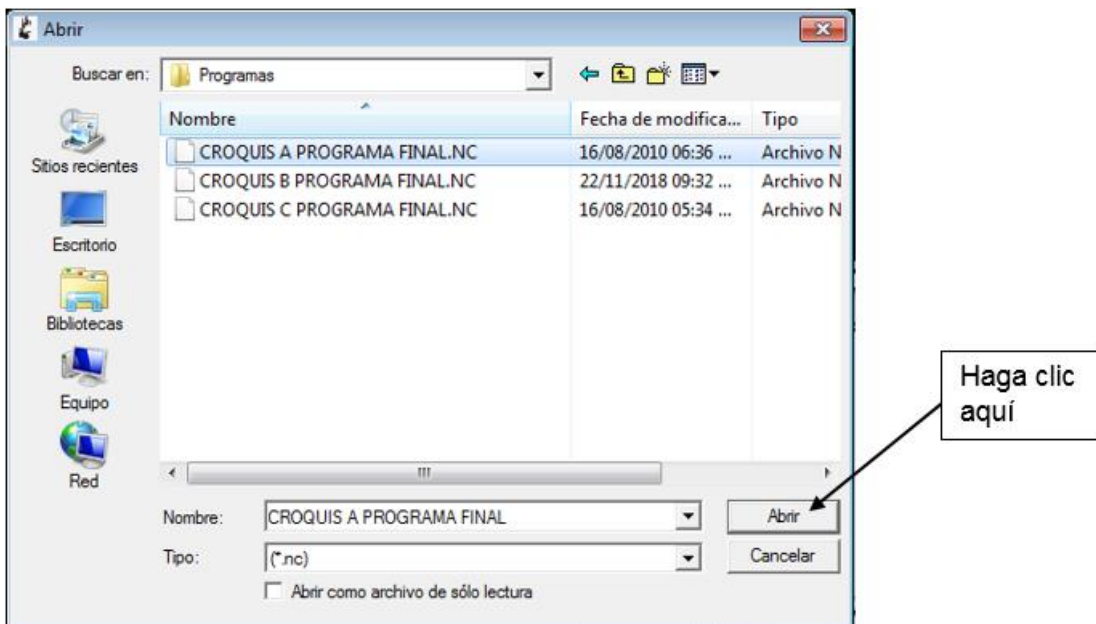 Abrir
Buscar en: Programas
Nombre Fecha de modifica... Tipo
CROQUIS A PROGRAMA FINAL.NC 16/08/2010 06:36 ... Archivo N
CROQUIS B PROGRAMA FINAL.NC 22/11/2018 09:32 ... Archivo N
CROQUIS C PROGRAMA FINAL.NC 16/08/2010 05:34 ... Archivo N
Sitios recientes
Escritorio
Bibliotecas
Equipo
Red
Haga clic
aquí
Nombre: CROQUIS A PROGRAMA FINAL Abrir
Tipo: (*.nc) Cancelar
Abrir como archivo de sólo lectura